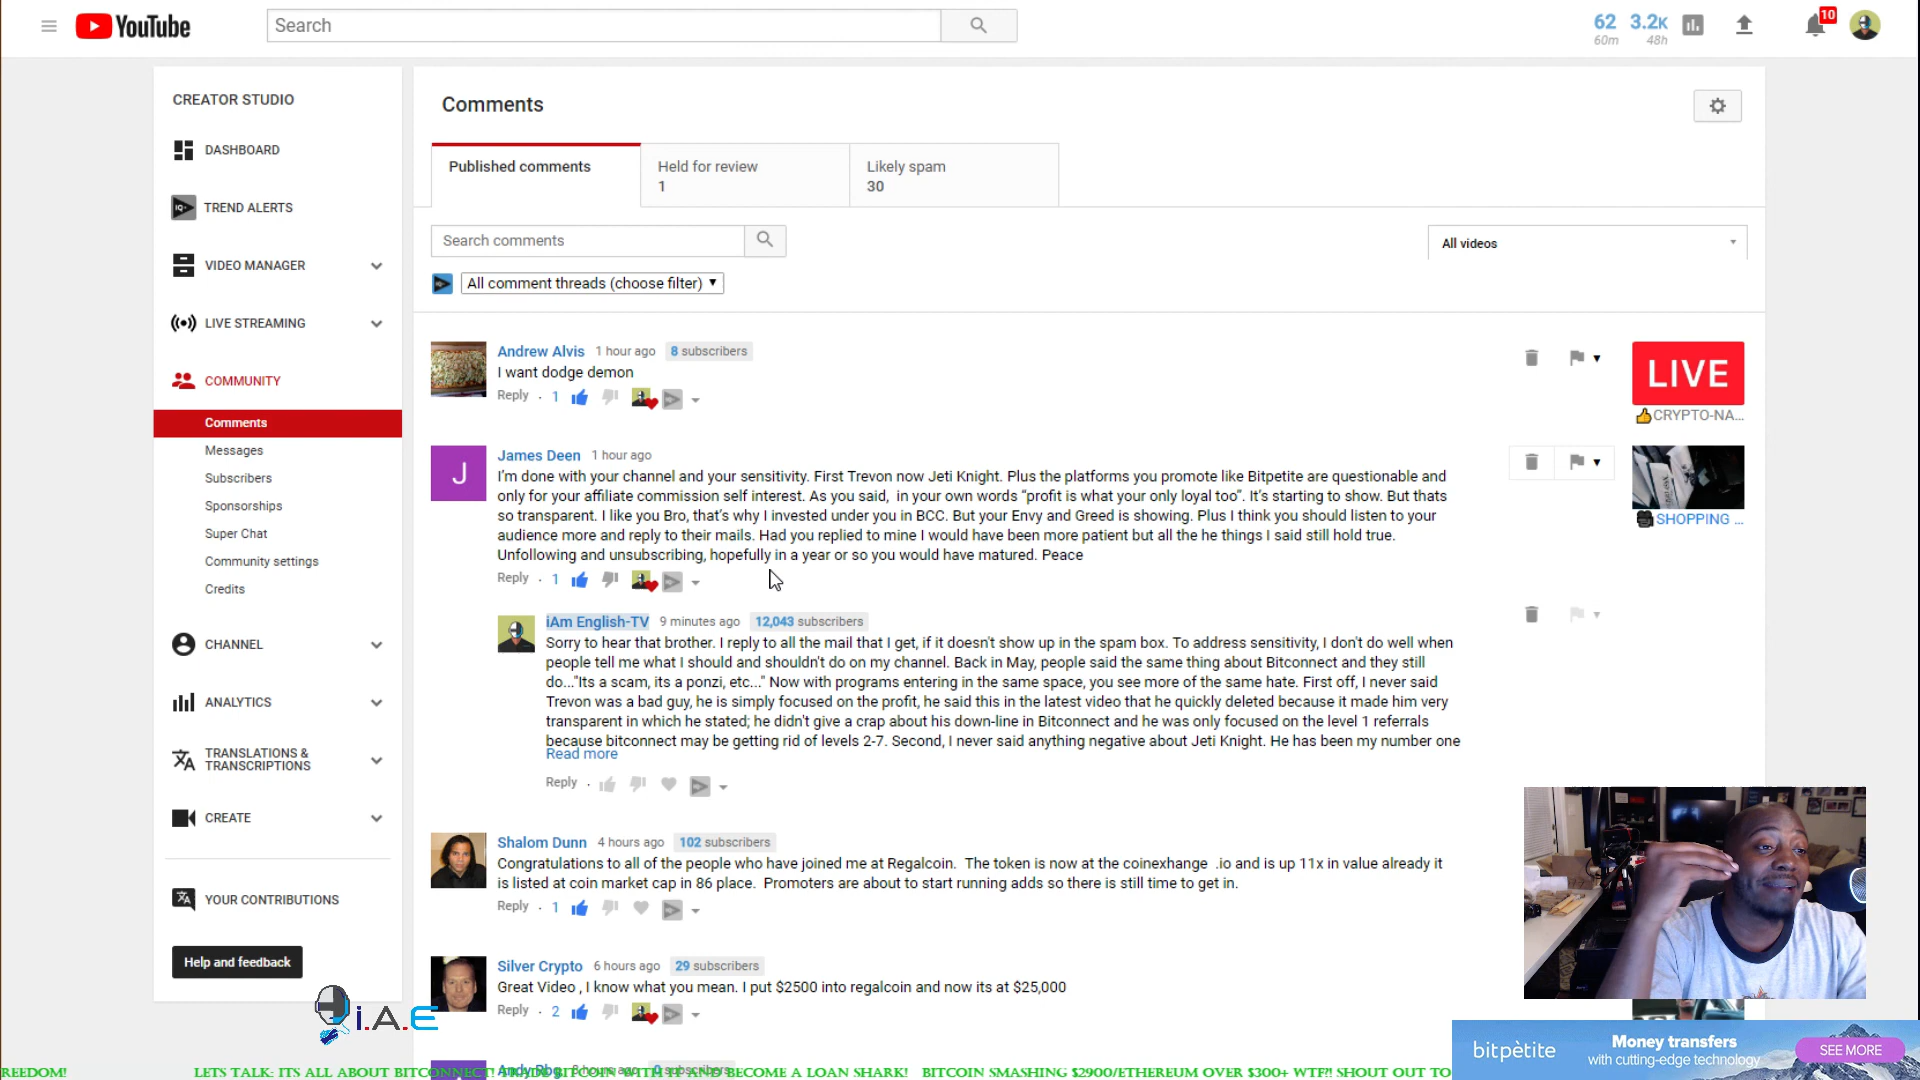 YouTube
Search
62
60m
3.2K
48h
10
CREATOR STUDIO
DASHBOARD
TREND ALERTS
VIDEO MANAGER
LIVE STREAMING
COMMUNITY
Comments
Messages
Subscribers
Sponsorships
Super Chat
Community settings
Credits
CHANNEL
ANALYTICS
TRANSLATIONS &
TRANSCRIPTIONS
CREATE
YOUR CONTRIBUTIONS
Help and feedback
Comments
Published comments
Held for review
1
Likely spam
30
Search comments
All videos
All comment threads (choose filter)
Andrew Alvis 1 hour ago 8 subscribers
I want dodge demon
Reply . 1
LIVE
CRYPTO-NA...
J
James Deen 1 hour ago
I'm done with your channel and your sensitivity. First Trevon now Jeti Knight. Plus the platforms you promote like Bitpetite are questionable and
only for your affiliate commission self interest. As you said, in your own words "profit is what your only loyal too". It's starting to show. But thats
so transparent. I like you Bro, that's why I invested under you in BCC. But your Envy and Greed is showing. Plus I think you should listen to your
audience more and reply to their mails. Had you replied to mine I would have been more patient but all the he things I said still hold true.
Unfollowing and unsubscribing, hopefully in a year or so you would have matured. Peace
Reply . 1
SHOPPING ...
iAm English-TV 9 minutes ago 12,043 subscribers
Sorry to hear that brother. I reply to all the mail that I get, if it doesn't show up in the spam box. To address sensitivity, I don't do well when
people tell me what I should and shouldn't do on my channel. Back in May, people said the same thing about Bitconnect and they still
do..."Its a scam, its a ponzi, etc..." Now with programs entering in the same space, you see more of the same hate. First off, I never said
Trevon was a bad guy, he is simply focused on the profit, he said this in the latest video that he quickly deleted because it made him very
transparent in which he stated; he didn't give a crap about his down-line in Bitconnect and he was only focused on the level 1 referrals
because bitconnect may be getting rid of levels 2-7. Second, I never said anything negative about Jeti Knight. He has been my number one
Read more
Reply .
Shalom Dunn 4 hours ago 102 subscribers
Congratulations to all of the people who have joined me at Regalcoin. The token is now at the coinexhange .io and is up 11x in value already it
is listed at coin market cap in 86 place. Promoters are about to start running adds so there is still time to get in.
Reply . 1
Silver Crypto 6 hours ago 29 subscribers
Great Video , I know what you mean. I put $2500 into regalcoin and now its at $25,000
Reply . 2
i.A.E
bitpètite
Money transfers
with cutting-edge technology
SEE MORE
Andy Rbg 8 hours ago 0 subscribers
REEDOM! LETS TALK: ITS ALL ABOUT BITCONNECT! TRADE BITCOIN WITH IT AND BECOME A LOAN SHARK! BITCOIN SMASHING $2900/ETHEREUM OVER $300+ WTF?! SHOUT OUT TO